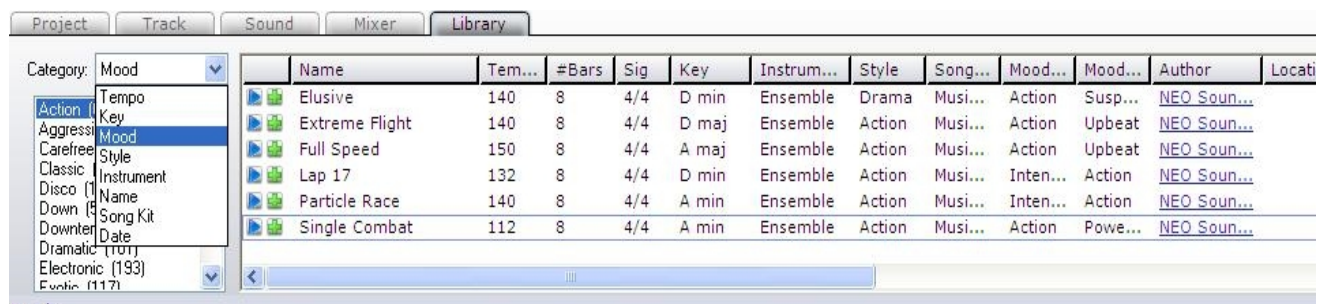 Project Track Sound Mixer Library
Category: Mood
Tempo
Key
Mood
Style
Instrument
Name
Song Kit
Date
Action
Aggressi
Carefree
Classic
Disco (1
Down (5
Downter
Dramatic (101)
Electronic (193)
Exotic (117)
Name Tem... #Bars Sig Key Instrum... Style Song... Mood... Mood... Author Locati
Elusive 140 8 4/4 D min Ensemble Drama Musi... Action Susp... NEO Soun...
Extreme Flight 140 8 4/4 D maj Ensemble Action Musi... Action Upbeat NEO Soun...
Full Speed 150 8 4/4 A maj Ensemble Action Musi... Action Upbeat NEO Soun...
Lap 17 132 8 4/4 D min Ensemble Action Musi... Inten... Action NEO Soun...
Particle Race 140 8 4/4 A min Ensemble Action Musi... Inten... Action NEO Soun...
Single Combat 112 8 4/4 A min Ensemble Action Musi... Action Powe... NEO Soun...